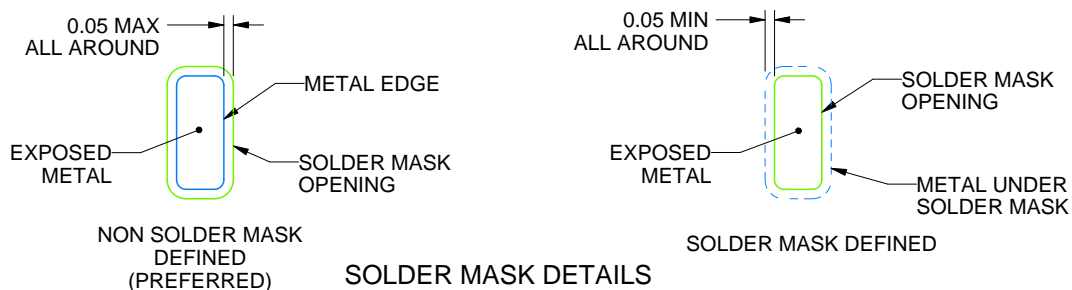 0.05 MAX
ALL AROUND
METAL EDGE
EXPOSED
METAL
SOLDER MASK
OPENING
NON SOLDER MASK
DEFINED
(PREFERRED)
0.05 MIN
ALL AROUND
SOLDER MASK
OPENING
EXPOSED
METAL
METAL UNDER
SOLDER MASK
SOLDER MASK DEFINED
SOLDER MASK DETAILS